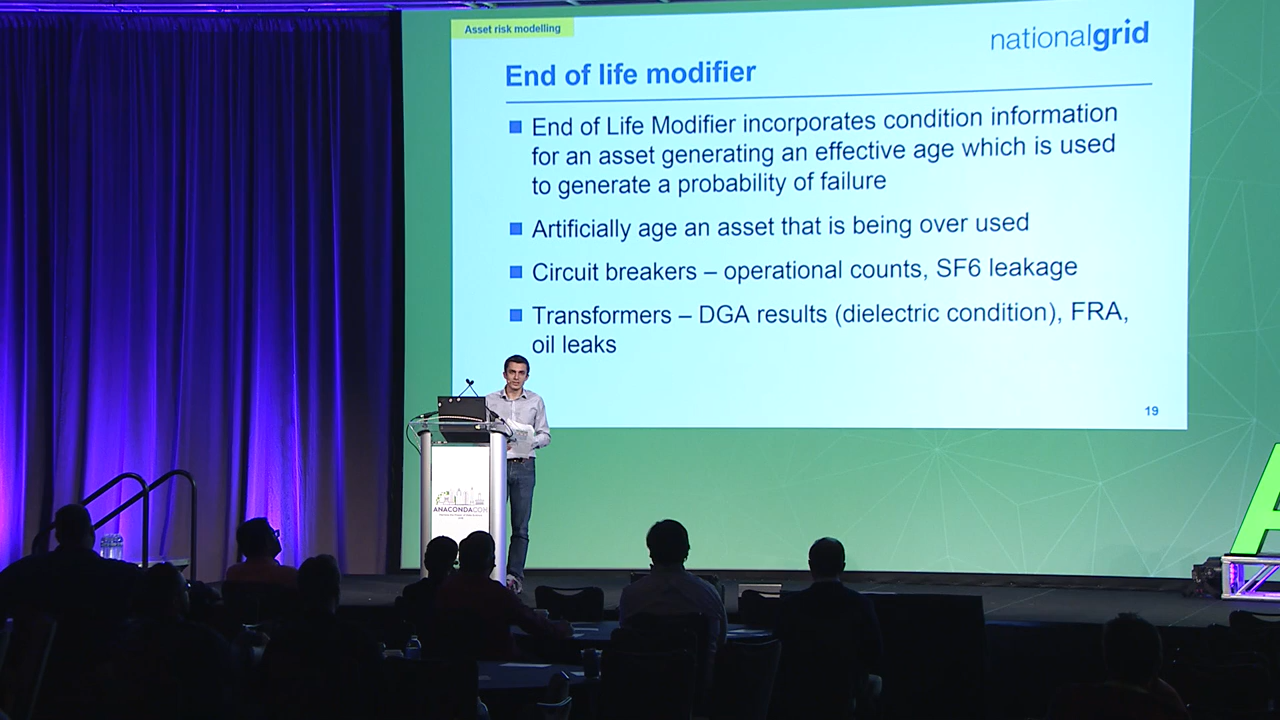 Asset risk modelling
nationalgrid
End of life modifier
End of Life Modifier incorporates condition information
for an asset generating an effective age which is used
to generate a probability of failure
Artificially age an asset that is being over used
Circuit breakers – operational counts, SF6 leakage
Transformers – DGA results (dielectric condition), FRA,
oil leaks
19
ANACONDACON